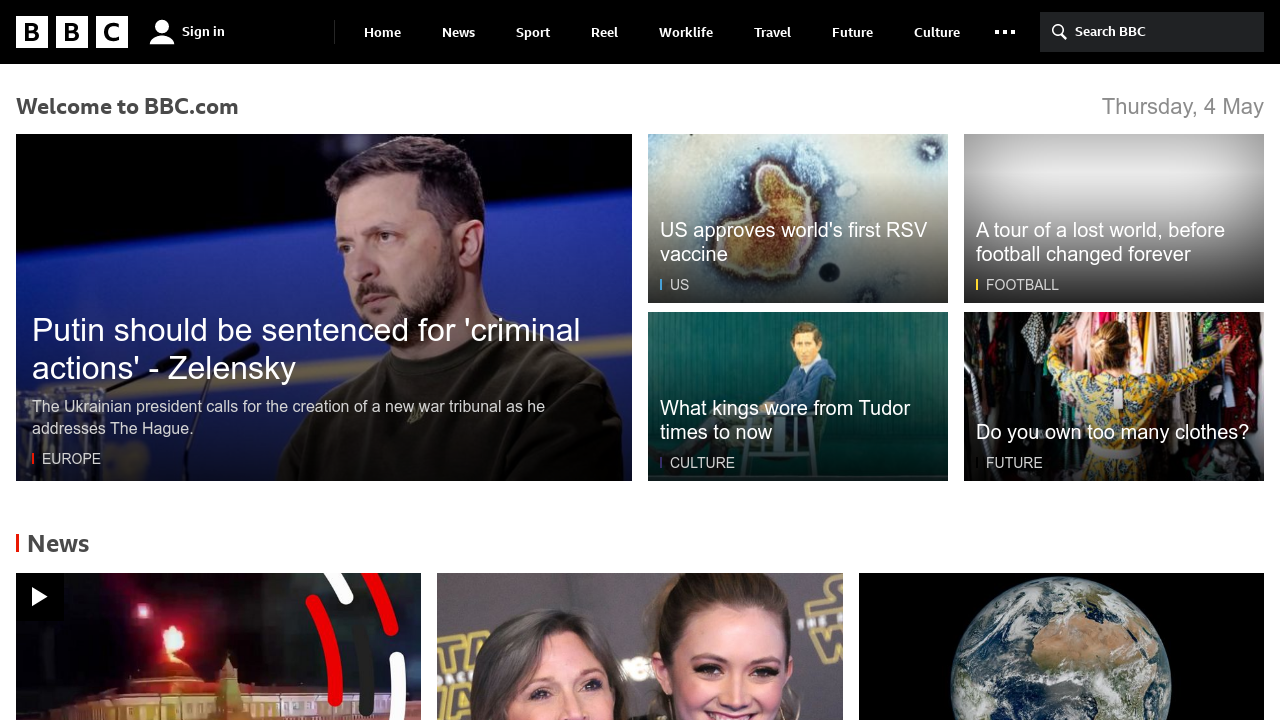 BBC
Sign in
Home
News
Sport
Reel
Worklife
Travel
Future
Culture
Search BBC
Welcome to BBC.com
Thursday, 4 May
Putin should be sentenced for 'criminal
actions' - Zelensky
The Ukrainian president calls for the creation of a new war tribunal as he
addresses The Hague.
EUROPE
US approves world's first RSV
vaccine
US
A tour of a lost world, before
football changed forever
FOOTBALL
What kings wore from Tudor
times to now
CULTURE
Do you own too many clothes?
FUTURE
News